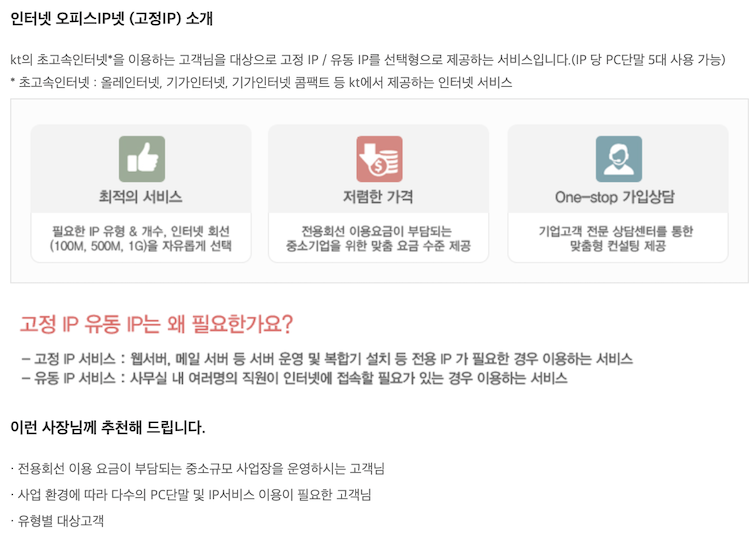 인터넷 오피스IP넷 (고정IP) 소개
kt의 초고속인터넷*을 이용하는 고객님을 대상으로 고정 IP / 유동 IP를 선택형으로 제공하는 서비스입니다.(IP 당 PC단말 5대 사용 가능)
* 초고속인터넷 : 올레인터넷, 기가인터넷, 기가인터넷 콤팩트 등 kt에서 제공하는 인터넷 서비스
최적의 서비스
필요한 IP 유형 & 개수, 인터넷 회선
(100M, 500M, 1G)을 자유롭게 선택
저렴한 가격
전용회선 이용요금이 부담되는
중소기업을 위한 맞춤 요금 수준 제공
One-stop 가입상담
기업고객 전문 상담센터를 통한
맞춤형 컨설팅 제공
고정 IP 유동 IP는 왜 필요한가요?
– 고정 IP 서비스 : 웹서버, 메일 서버 등 서버 운영 및 복합기 설치 등 전용 IP 가 필요한 경우 이용하는 서비스
– 유동 IP 서비스 : 사무실 내 여러명의 직원이 인터넷에 접속할 필요가 있는 경우 이용하는 서비스
이런 사장님께 추천해 드립니다.
· 전용회선 이용 요금이 부담되는 중소규모 사업장을 운영하시는 고객님
· 사업 환경에 따라 다수의 PC단말 및 IP서비스 이용이 필요한 고객님
· 유형별 대상고객